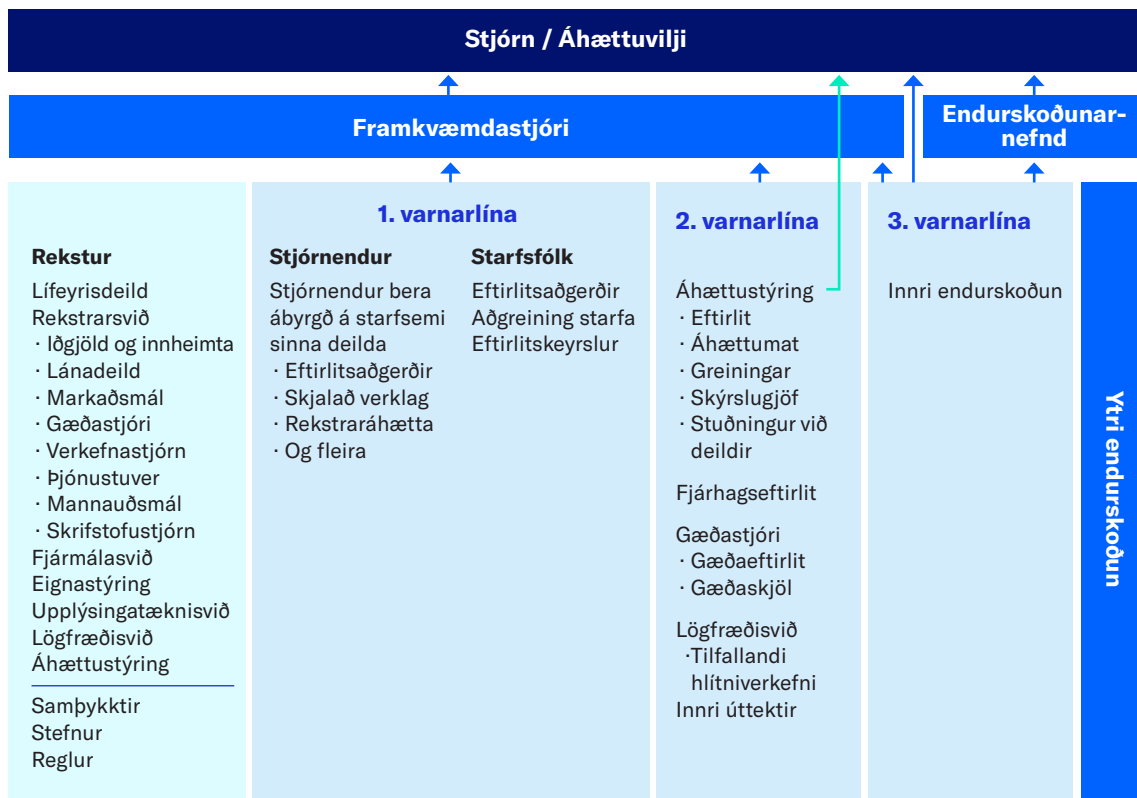 Stjórn / Áhættuvilji
Framkvæmdastjóri
Endurskoðunar-
nefnd
Rekstur
Lífeyrisdeild
Rekstrarsvið
· Iðgjöld og innheimta
· Lánadeild
· Markaðsmál
· Gæðastjóri
· Verkefnastjórn
· Þjónustuver
· Mannauðsmál
· Skrifstofustjórn
Fjármálasvið
Eignastýring
Upplýsingatæknisvið
Lögfræðisvið
Áhættustýring
Samþykktir
Stefnur
Reglur
1. varnarlína
Stjórnendur
Stjórnendur bera
ábyrgð á starfsemi
sinna deilda
· Eftirlitsaðgerðir
· Skjalað verklag
· Rekstraráhætta
· Og fleira
Starfsfólk
Eftirlitsaðgerðir
Aðgreining starfa
Eftirlitskeyrslur
2. varnarlína
Áhættustýring
· Eftirlit
· Áhættumat
· Greiningar
· Skýrslugjöf
· Stuðningur við
deildir
Fjárhagseftirlit
Gæðastjóri
· Gæðaeftirlit
· Gæðaskjöl
Lögfræðisvið
·Tilfallandi
hlítniverkefni
Innri úttektir
3. varnarlína
Innri endurskoðun
Ytri endurskoðun